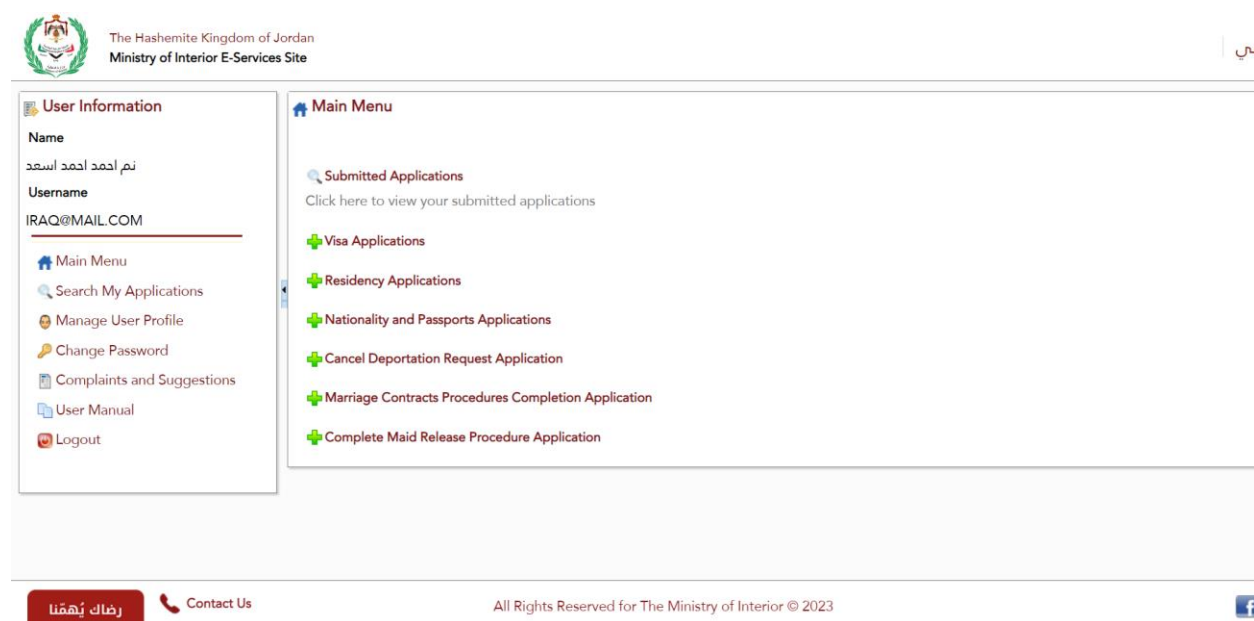 The Hashemite Kingdom of Jordan
Ministry of Interior E-Services Site
User Information
Name
نم احمد احمد اسعد
Username
IRAQ@MAIL.COM
Main Menu
Search My Applications
Manage User Profile
Change Password
Complaints and Suggestions
User Manual
Logout
Main Menu
Submitted Applications
Click here to view your submitted applications
Visa Applications
Residency Applications
Nationality and Passports Applications
Cancel Deportation Request Application
Marriage Contracts Procedures Completion Application
Complete Maid Release Procedure Application
رضاك يُهمّنا
Contact Us
All Rights Reserved for The Ministry of Interior © 2023